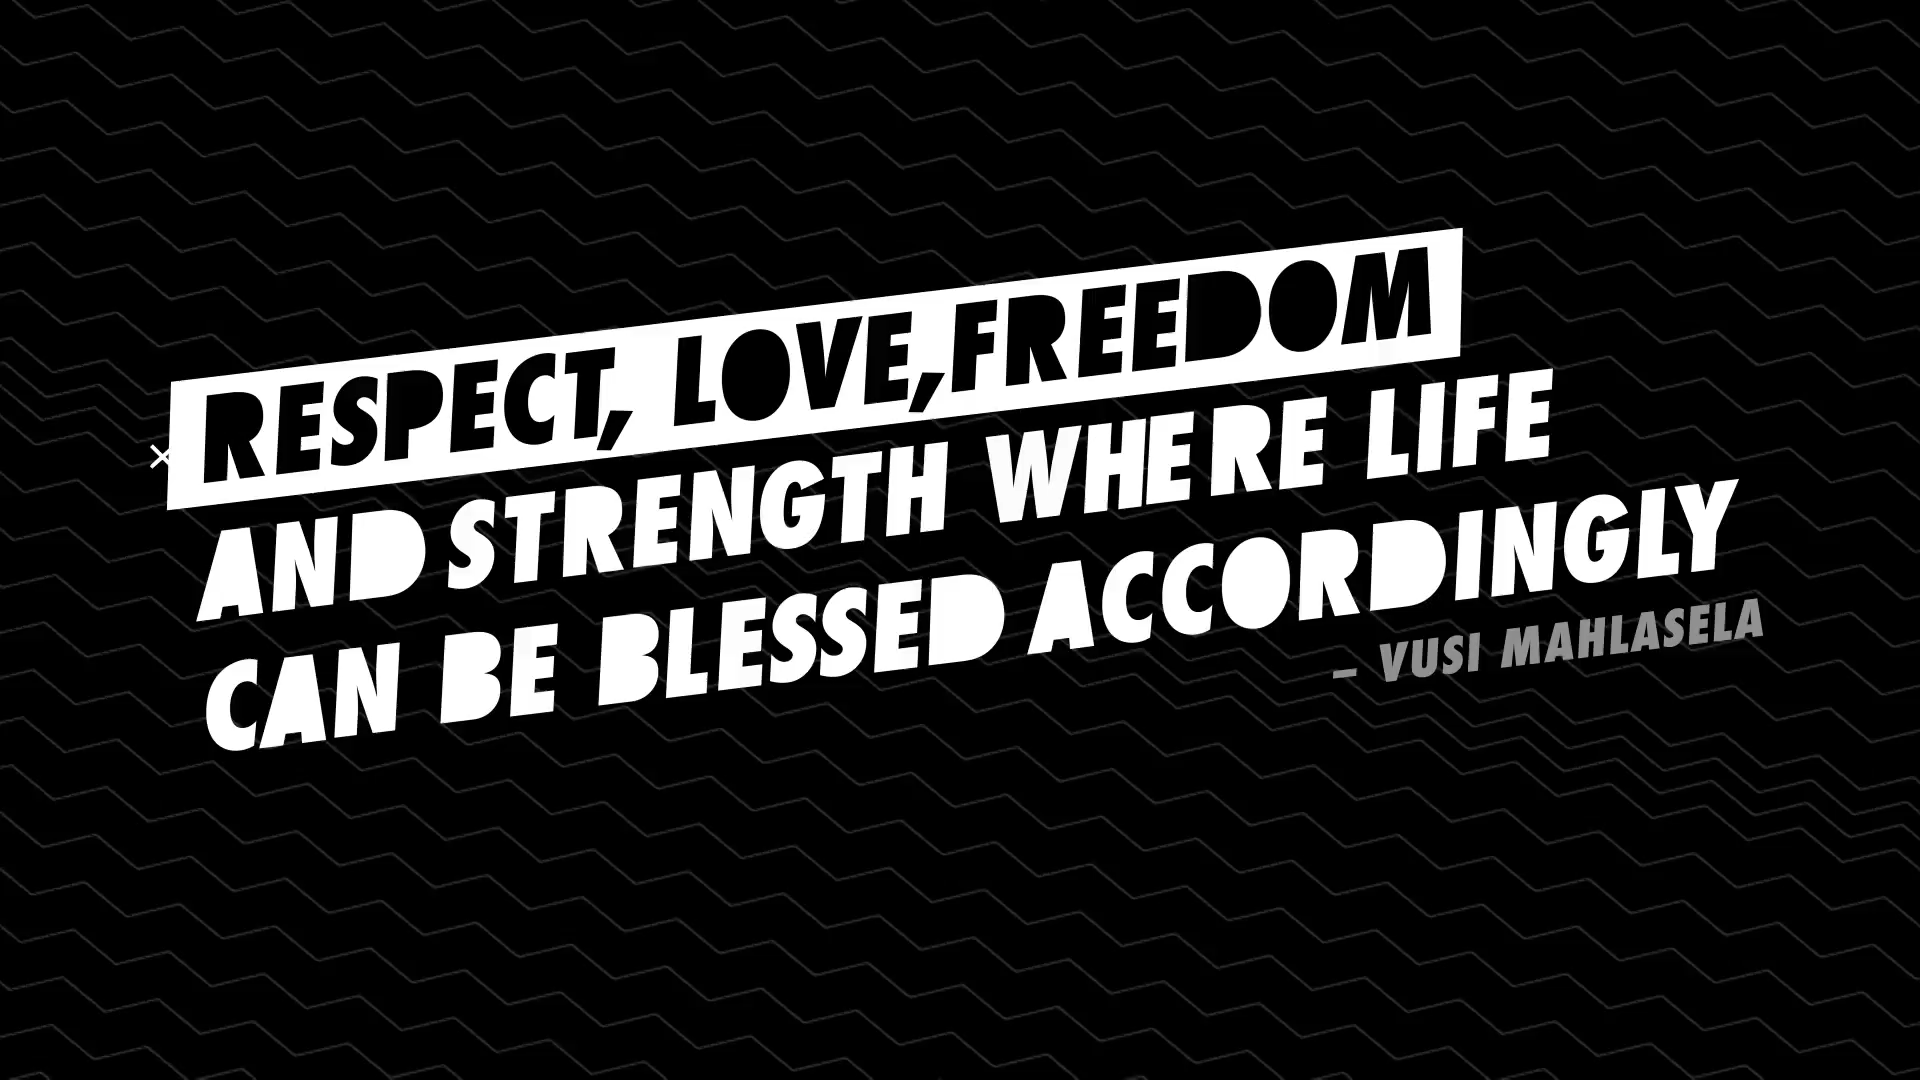 RESPECT, LOVE,FREEDOM
AND STRENGTH WHERE LIFE
CAN BE BLESSED ACCORDINGLY
– VUSI MAHLASELA